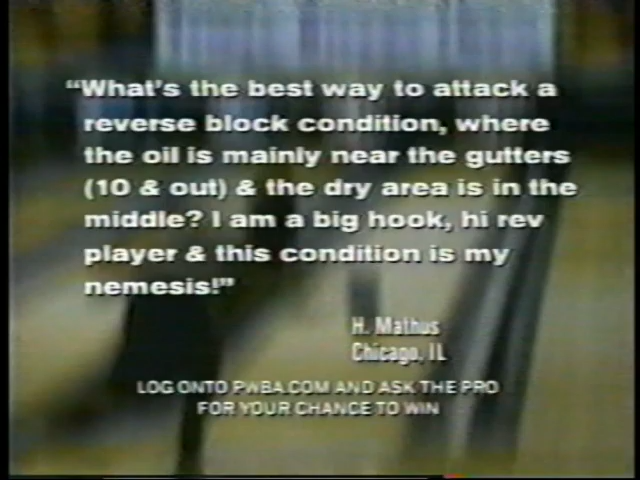 “What's the best way to attack a
reverse block condition, where
the oil is mainly near the gutters
(10 & out) & the dry area is in the
middle? I am a big hook, hi rev
player & this condition is my
nemesis!”
H. Mathus
Chicago, IL
LOG ONTO PWBA.COM AND ASK THE PRO
FOR YOUR CHANCE TO WIN